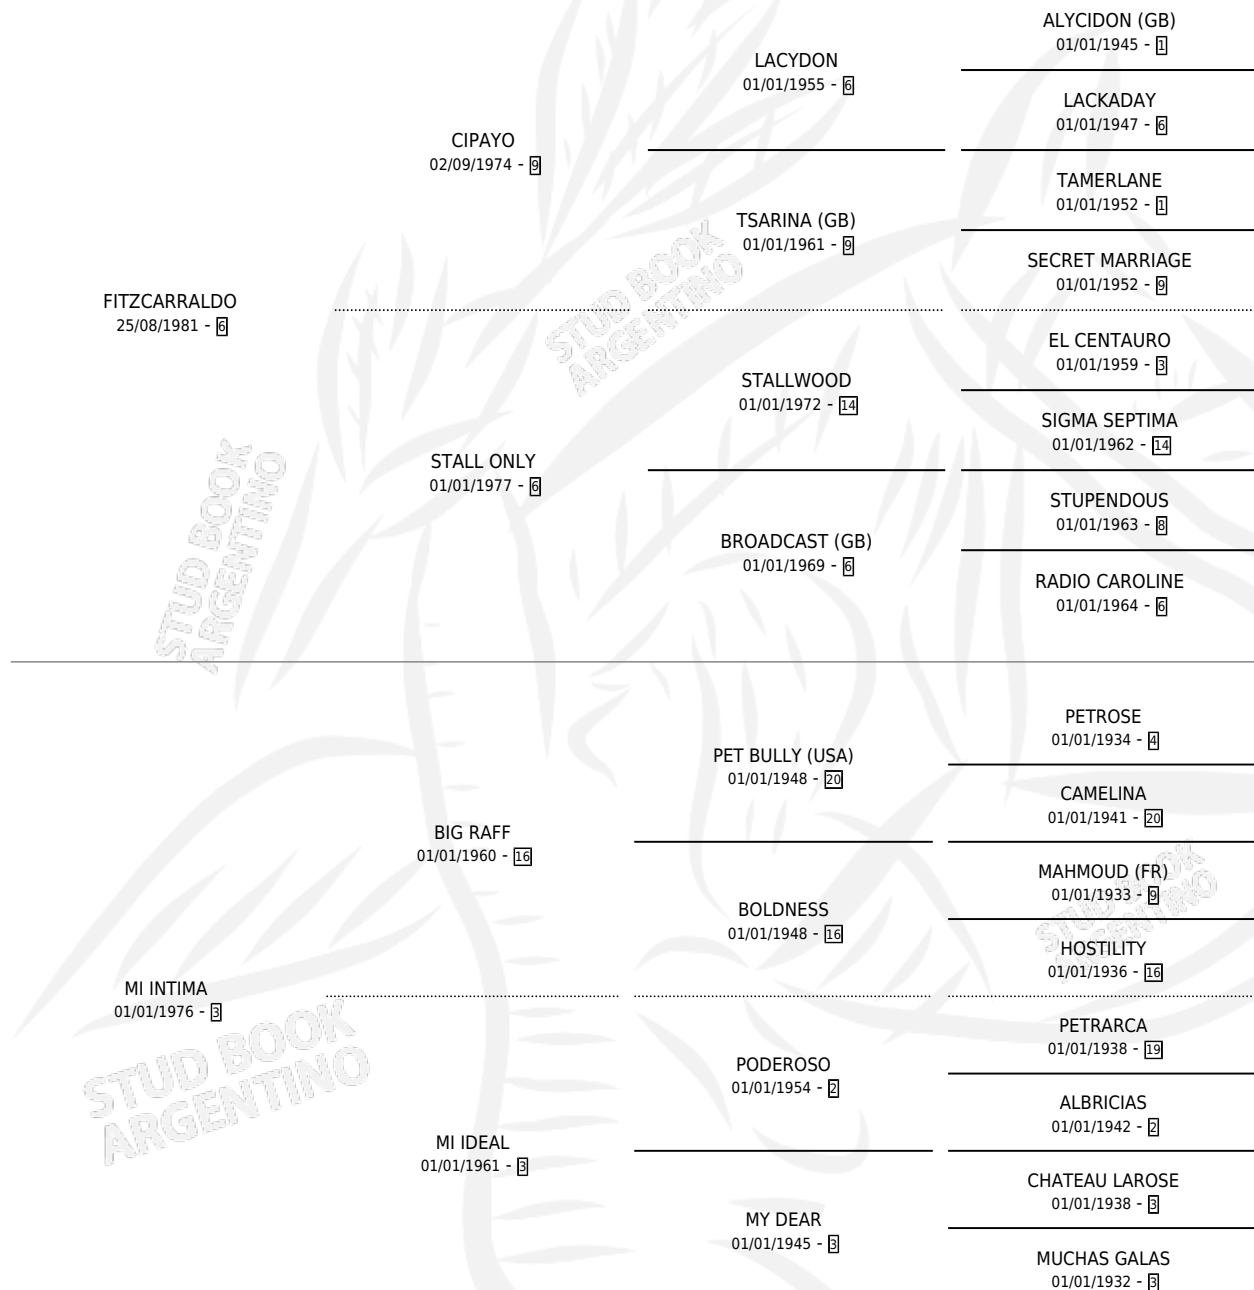 ALYCIDON (GB)
01/01/1945 - 1
LACYDON
01/01/1955 - 6
LACKADAY
01/01/1947 - 6
CIPAYO
02/09/1974 - 9
TAMERLANE
01/01/1952 - 1
TSARINA (GB)
01/01/1961 - 9
SECRET MARRIAGE
01/01/1952 - 9
FITZCARRALDO
25/08/1981 - 6
EL CENTAURO
01/01/1959 - 3
STALLWOOD
01/01/1972 - 14
SIGMA SEPTIMA
01/01/1962 - 14
STALL ONLY
01/01/1977 - 6
STUPENDOUS
01/01/1963 - 8
BROADCAST (GB)
01/01/1969 - 6
RADIO CAROLINE
01/01/1964 - 6
PETROSE
01/01/1934 - 4
PET BULLY (USA)
01/01/1948 - 20
CAMELINA
01/01/1941 - 20
BIG RAFF
01/01/1960 - 16
MAHMOUD (FR)
01/01/1933 - 9
BOLDNESS
01/01/1948 - 16
HOSTILITY
01/01/1936 - 16
MI INTIMA
01/01/1976 - 3
PETRARCA
01/01/1938 - 19
PODEROSO
01/01/1954 - 2
ALBRICIAS
01/01/1942 - 2
MI IDEAL
01/01/1961 - 3
CHATEAU LAROSE
01/01/1938 - 3
MY DEAR
01/01/1945 - 3
MUCHAS GALAS
01/01/1932 - 3
STUD BOOK
ARGENTINO
STUD BOOK
ARGENTINO
STUD BOOK
ARGENTINO
STUD BOOK
ARGENTINO